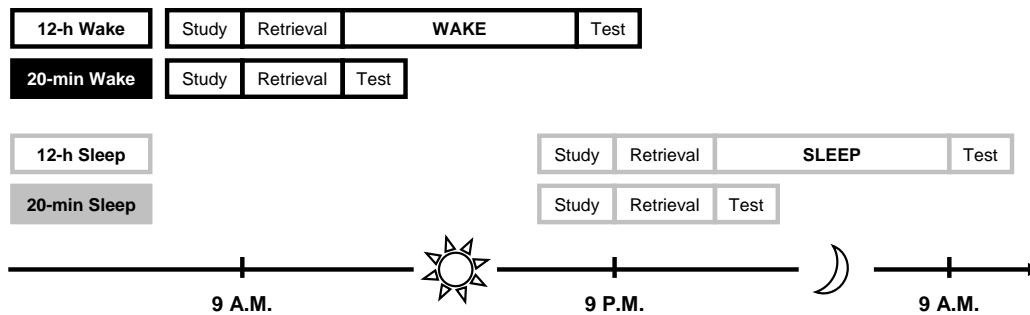 12-h Wake Study Retrieval WAKE Test
20-min Wake Study Retrieval Test
12-h Sleep Study Retrieval SLEEP Test
20-min Sleep Study Retrieval Test
9 A.M. 9 P.M. 9 A.M.